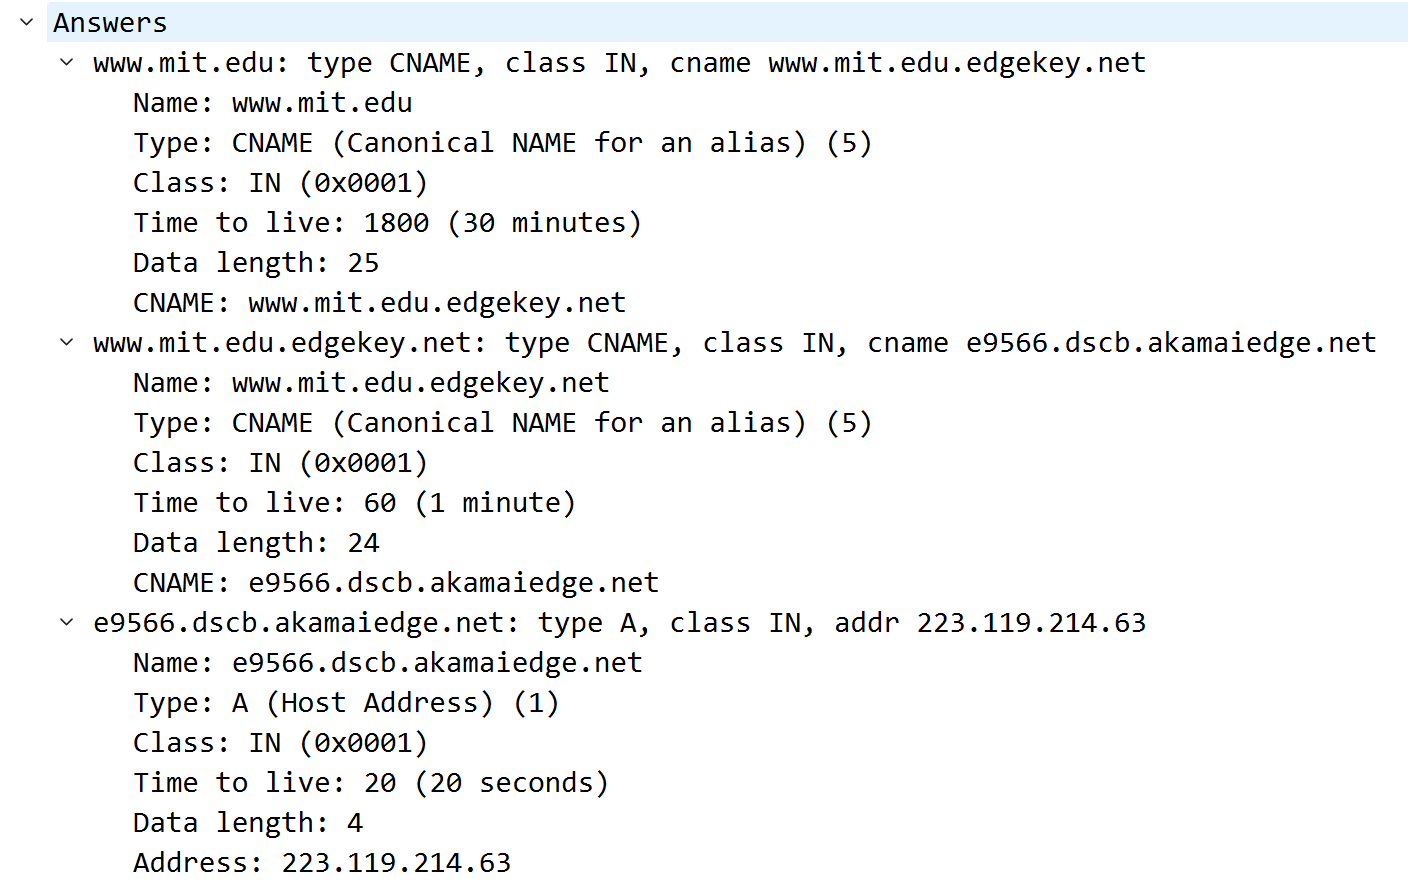 Answers
www.mit.edu: type CNAME, class IN, cname www.mit.edu.edgekey.net
Name: www.mit.edu
Type: CNAME (Canonical NAME for an alias) (5)
Class: IN (0x0001)
Time to live: 1800 (30 minutes)
Data length: 25
CNAME: www.mit.edu.edgekey.net
www.mit.edu.edgekey.net: type CNAME, class IN, cname e9566.dscb.akamaiedge.net
Name: www.mit.edu.edgekey.net
Type: CNAME (Canonical NAME for an alias) (5)
Class: IN (0x0001)
Time to live: 60 (1 minute)
Data length: 24
CNAME: e9566.dscb.akamaiedge.net
e9566.dscb.akamaiedge.net: type A, class IN, addr 223.119.214.63
Name: e9566.dscb.akamaiedge.net
Type: A (Host Address) (1)
Class: IN (0x0001)
Time to live: 20 (20 seconds)
Data length: 4
Address: 223.119.214.63